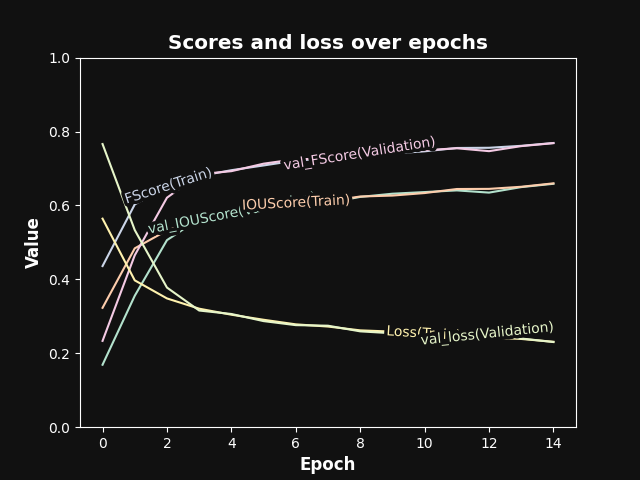 Scores and loss over epochs
1.0
0.8
0.6
0.4
0.2
0.0
Value
FScore(Train)
val_FScore(Validation)
val_IOUScore(
IOUScore(Train)
val_loss(Validation)
0 2 4 6 8 10 12 14
Epoch